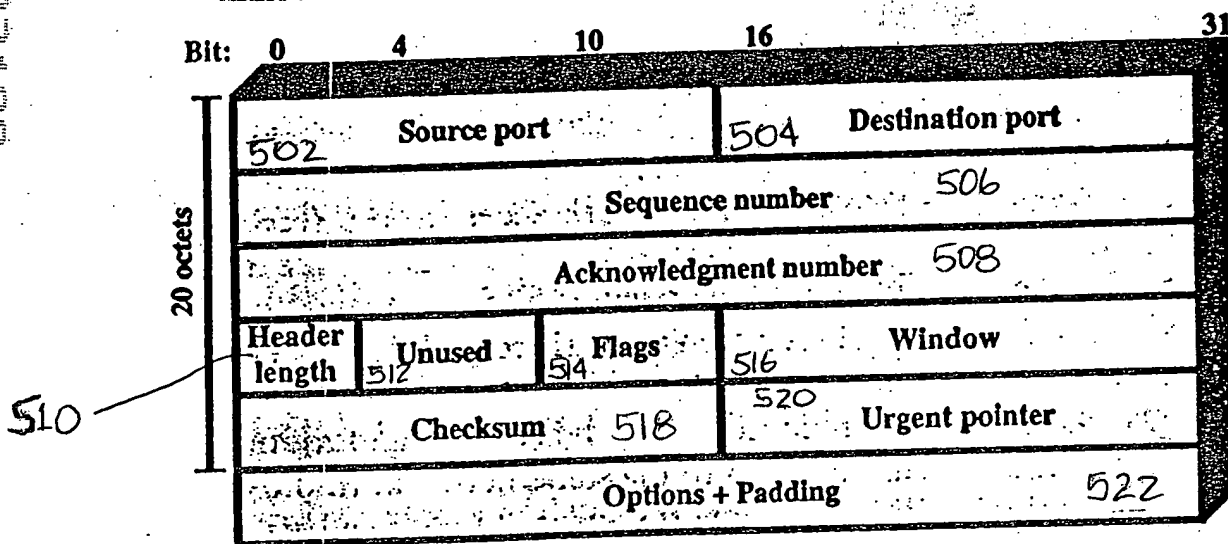 Bit: 0 4 10 16 31
Source port 502 504 Destination port
Sequence number 506
Acknowledgment number 508
20 octets
Header length 510 Unused 512 Flags 514 516 Window
Checksum 518 520 Urgent pointer
Options + Padding 522